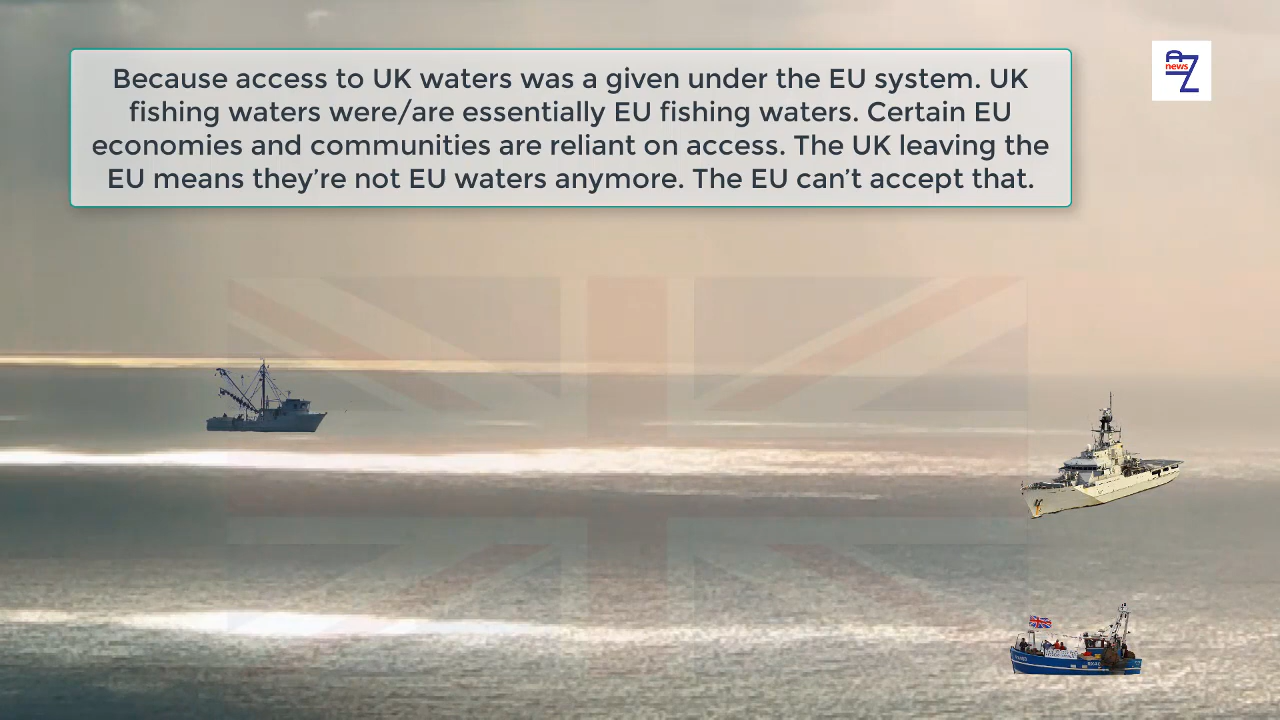 Because access to UK waters was a given under the EU system. UK
fishing waters were/are essentially EU fishing waters. Certain EU
economies and communities are reliant on access. The UK leaving the
EU means they’re not EU waters anymore. The EU can’t accept that.
A
news
Z